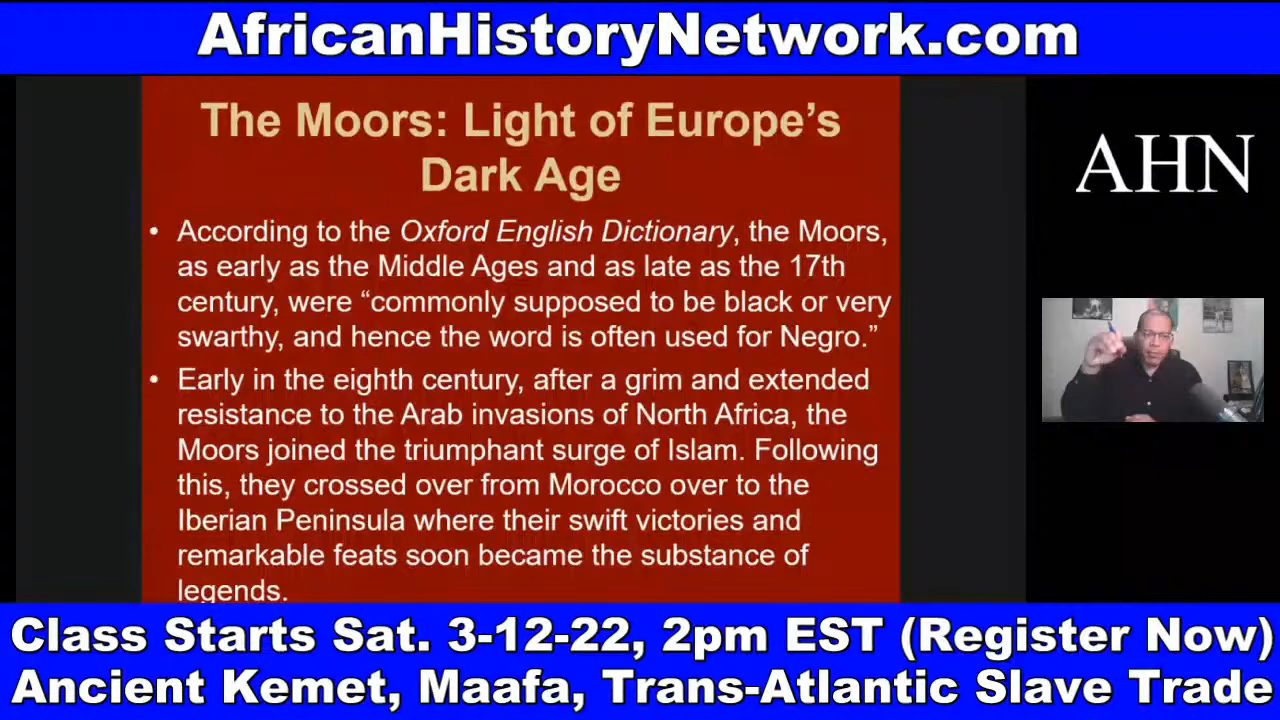 AfricanHistoryNetwork.com
The Moors: Light of Europe's
Dark Age
AHN
• According to the Oxford English Dictionary, the Moors,
as early as the Middle Ages and as late as the 17th
century, were “commonly supposed to be black or very
swarthy, and hence the word is often used for Negro.”
• Early in the eighth century, after a grim and extended
resistance to the Arab invasions of North Africa, the
Moors joined the triumphant surge of Islam. Following
this, they crossed over from Morocco over to the
Iberian Peninsula where their swift victories and
remarkable feats soon became the substance of
legends.
Class Starts Sat. 3-12-22, 2pm EST (Register Now)
Ancient Kemet, Maafa, Trans-Atlantic Slave Trade